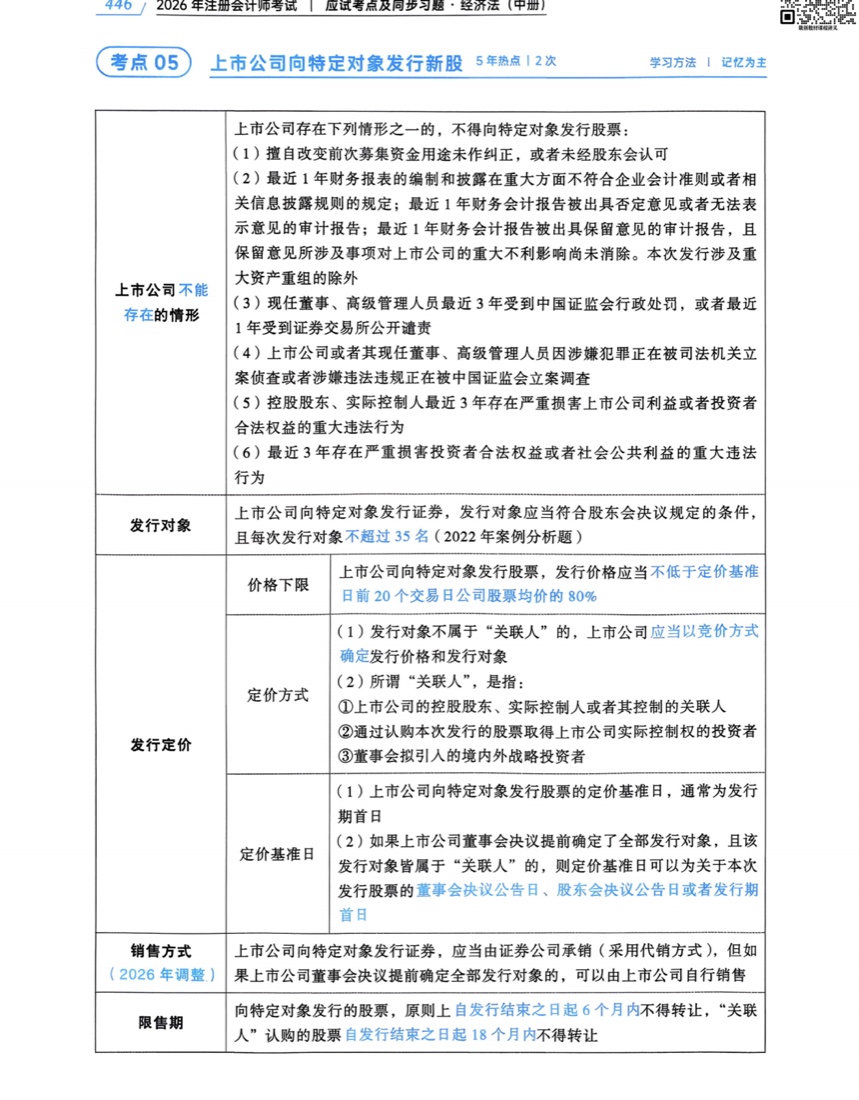 446 2026年注册会计师考试 | 应试考点及同步习题·经济法（中册）
考点 05 上市公司向特定对象发行新股 5年热点 | 2次 学习方法 | 记忆为主
上市公司不能
存在的情形
上市公司存在下列情形之一的，不得向特定对象发行股票：
（1）擅自改变前次募集资金用途未作纠正，或者未经股东会认可
（2）最近1年财务报表的编制和披露在重大方面不符合企业会计准则或者相
关信息披露规则的规定；最近1年财务会计报告被出具否定意见或者无法表
示意见的审计报告；最近1年财务会计报告被出具保留意见的审计报告，且
保留意见所涉及事项对上市公司的重大不利影响尚未消除。本次发行涉及重
大资产重组的除外
（3）现任董事、高级管理人员最近3年受到中国证监会行政处罚，或者最近
1年受到证券交易所公开谴责
（4）上市公司或者其现任董事、高级管理人员因涉嫌犯罪正在被司法机关立
案侦查或者涉嫌违法违规正在被中国证监会立案调查
（5）控股股东、实际控制人最近3年存在严重损害上市公司利益或者投资者
合法权益的重大违法行为
（6）最近3年存在严重损害投资者合法权益或者社会公共利益的重大违法
行为
发行对象
上市公司向特定对象发行证券，发行对象应当符合股东会决议规定的条件，
且每次发行对象不超过35名（2022年案例分析题）
发行定价
价格下限
上市公司向特定对象发行股票，发行价格应当不低于定价基准
日前20个交易日公司股票均价的80%
定价方式
（1）发行对象不属于“关联人”的，上市公司应当以竞价方式
确定发行价格和发行对象
（2）所谓“关联人”，是指：
①上市公司的控股股东、实际控制人或者其控制的关联人
②通过认购本次发行的股票取得上市公司实际控制权的投资者
③董事会拟引入的境内外战略投资者
定价基准日
（1）上市公司向特定对象发行股票的定价基准日，通常为发行
期首日
（2）如果上市公司董事会决议提前确定了全部发行对象，且该
发行对象皆属于“关联人”的，则定价基准日可以为关于本次
发行股票的董事会决议公告日、股东会决议公告日或者发行期
首日
销售方式
（2026年调整）
上市公司向特定对象发行证券，应当由证券公司承销（采用代销方式），但如
果上市公司董事会决议提前确定全部发行对象的，可以由上市公司自行销售
限售期
向特定对象发行的股票，原则上自发行结束之日起6个月内不得转让，“关联
人”认购的股票自发行结束之日起18个月内不得转让